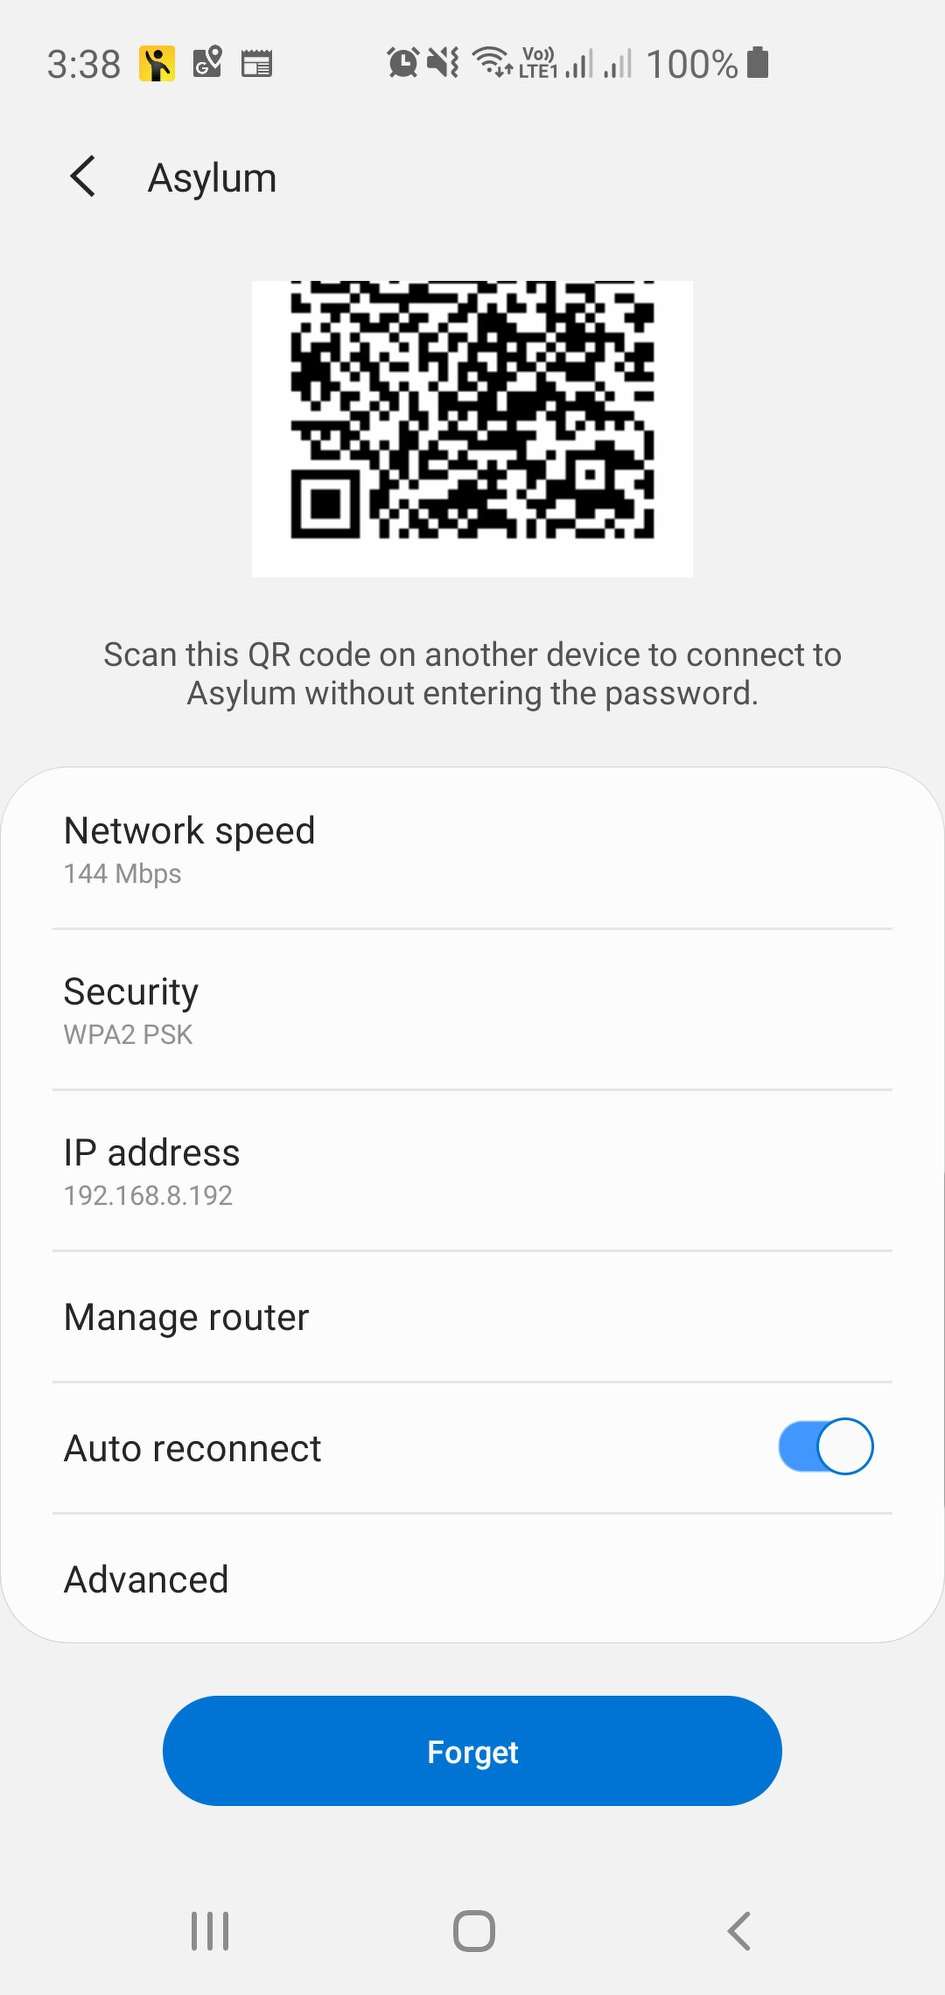 3:38 Vo)) LTE1 100%
Asylum
Scan this QR code on another device to connect to
Asylum without entering the password.
Network speed
144 Mbps
Security
WPA2 PSK
IP address
192.168.8.192
Manage router
Auto reconnect
Advanced
Forget